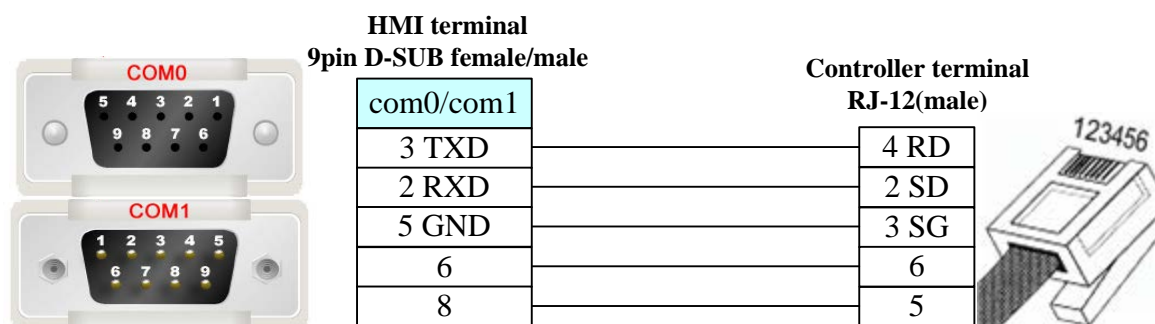 HMI terminal
9pin D-SUB female/male
COM0
5 4 3 2 1
9 8 7 6
COM1
1 2 3 4 5
6 7 8 9
com0/com1
3 TXD
2 RXD
5 GND
6
8
Controller terminal
RJ-12(male)
4 RD
2 SD
3 SG
6
5
123456